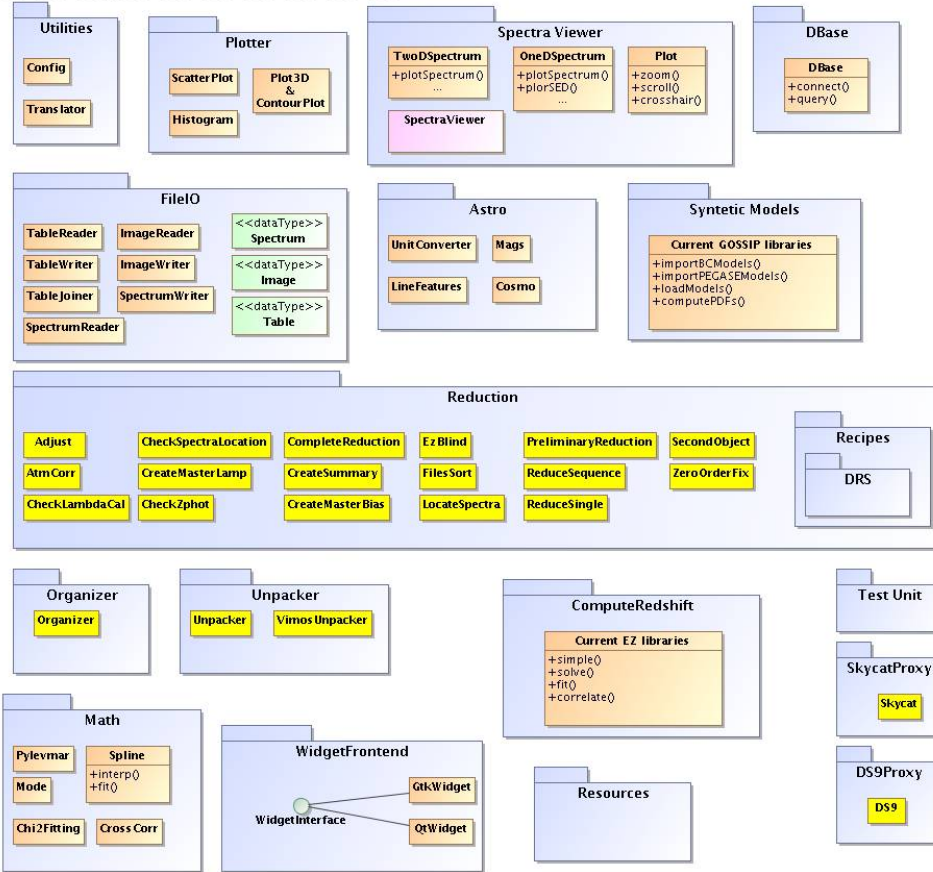 Utilities
Config
Translator
Plotter
ScatterPlot
Plot3D
&
ContourPlot
Histogram
Spectra Viewer
TwoDSpectrum
+plotSpectrum()
...
OneDSpectrum
+plotSpectrum()
+plorSED()
...
Plot
+zoom()
+scroll()
+crosshair()
SpectraViewer
DBase
DBase
+connect()
+query()
FileIO
TableReader
ImageReader
TableWriter
ImageWriter
TableJoiner
SpectrumWriter
SpectrumReader
<<dataType>>
Spectrum
<<dataType>>
Image
<<dataType>>
Table
Astro
UnitConverter
Mags
LineFeatures
Cosmo
Syntetic Models
Current GOSSIP libraries
+importBCModels()
+importPEGASEModels()
+loadModels()
+computePDFs()
Reduction
Adjust
CheckSpectraLocation
CompleteReduction
EzBlind
PreliminaryReduction
SecondObject
AtmCorr
CreateMasterLamp
CreateSummary
FilesSort
ReduceSequence
ZeroOrderFix
CheckLambdaCal
CheckZphot
CreateMasterBias
LocateSpectra
ReduceSingle
Recipes
DRS
Organizer
Organizer
Unpacker
Unpacker
VimosUnpacker
ComputeRedshift
Current EZ libraries
+simple()
+solve()
+fit()
+correlate()
Test Unit
SkycatProxy
Skycat
Math
Pylevmar
Mode
Spline
+interp()
+fit()
Chi2Fitting
Cross Corr
WidgetFrontend
WidgetInterface
GtkWidget
QtWidget
Resources
DS9Proxy
DS9